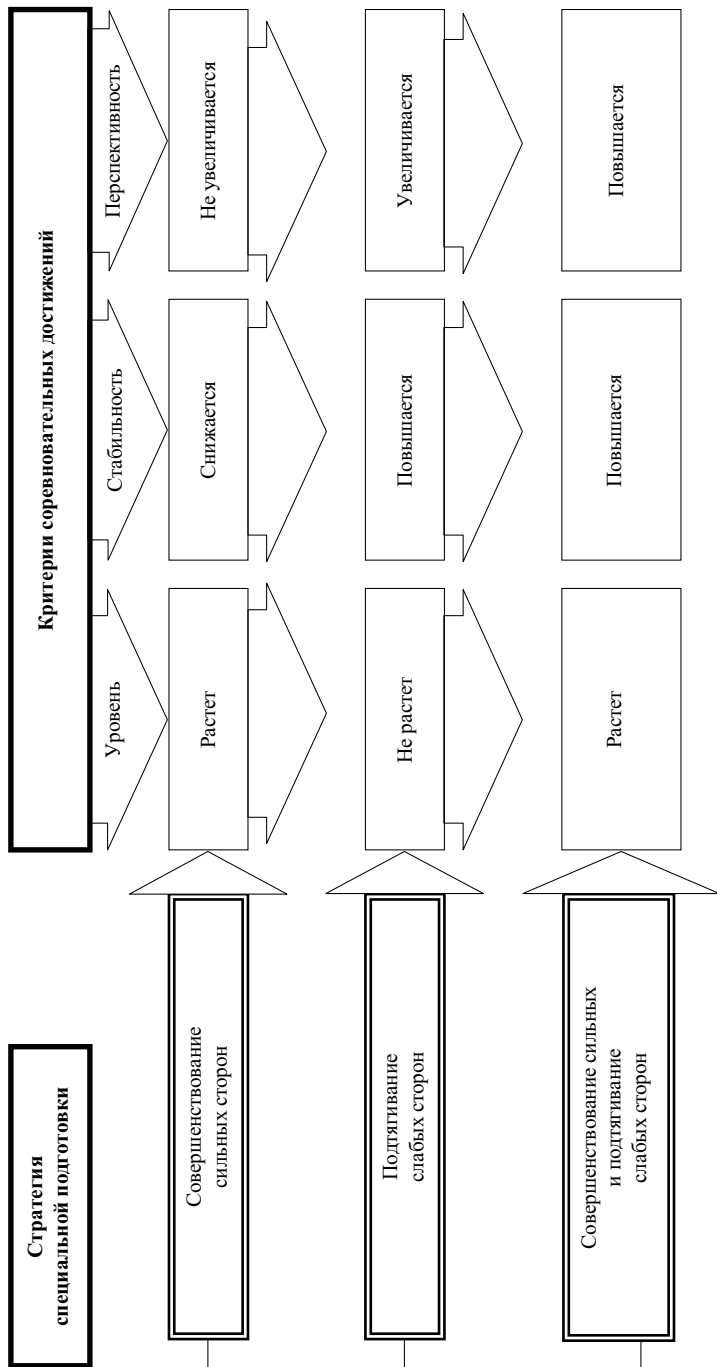 Стратегия
специальной подготовки
Критерии соревновательных достижений
Уровень
Стабильность
Перспективность
Совершенствование
сильных сторон
Растет
Снижается
Не увеличивается
Подтягивание
слабых сторон
Не растет
Повышается
Увеличивается
Совершенствование сильных
и подтягивание
слабых сторон
Растет
Повышается
Повышается